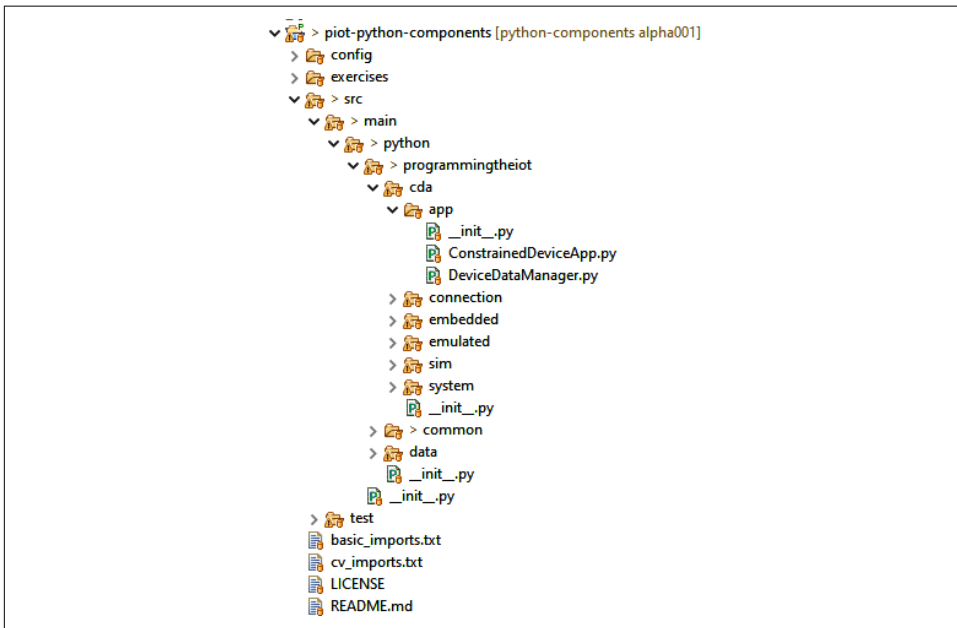 > piot-python-components [python-components alpha001]
config
exercises
> src
> main
> python
> programmingtheiot
cda
app
__init__.py
ConstrainedDeviceApp.py
DeviceDataManager.py
connection
embedded
emulated
sim
system
__init__.py
> common
data
__init__.py
__init__.py
test
basic_imports.txt
cv_imports.txt
LICENSE
README.md